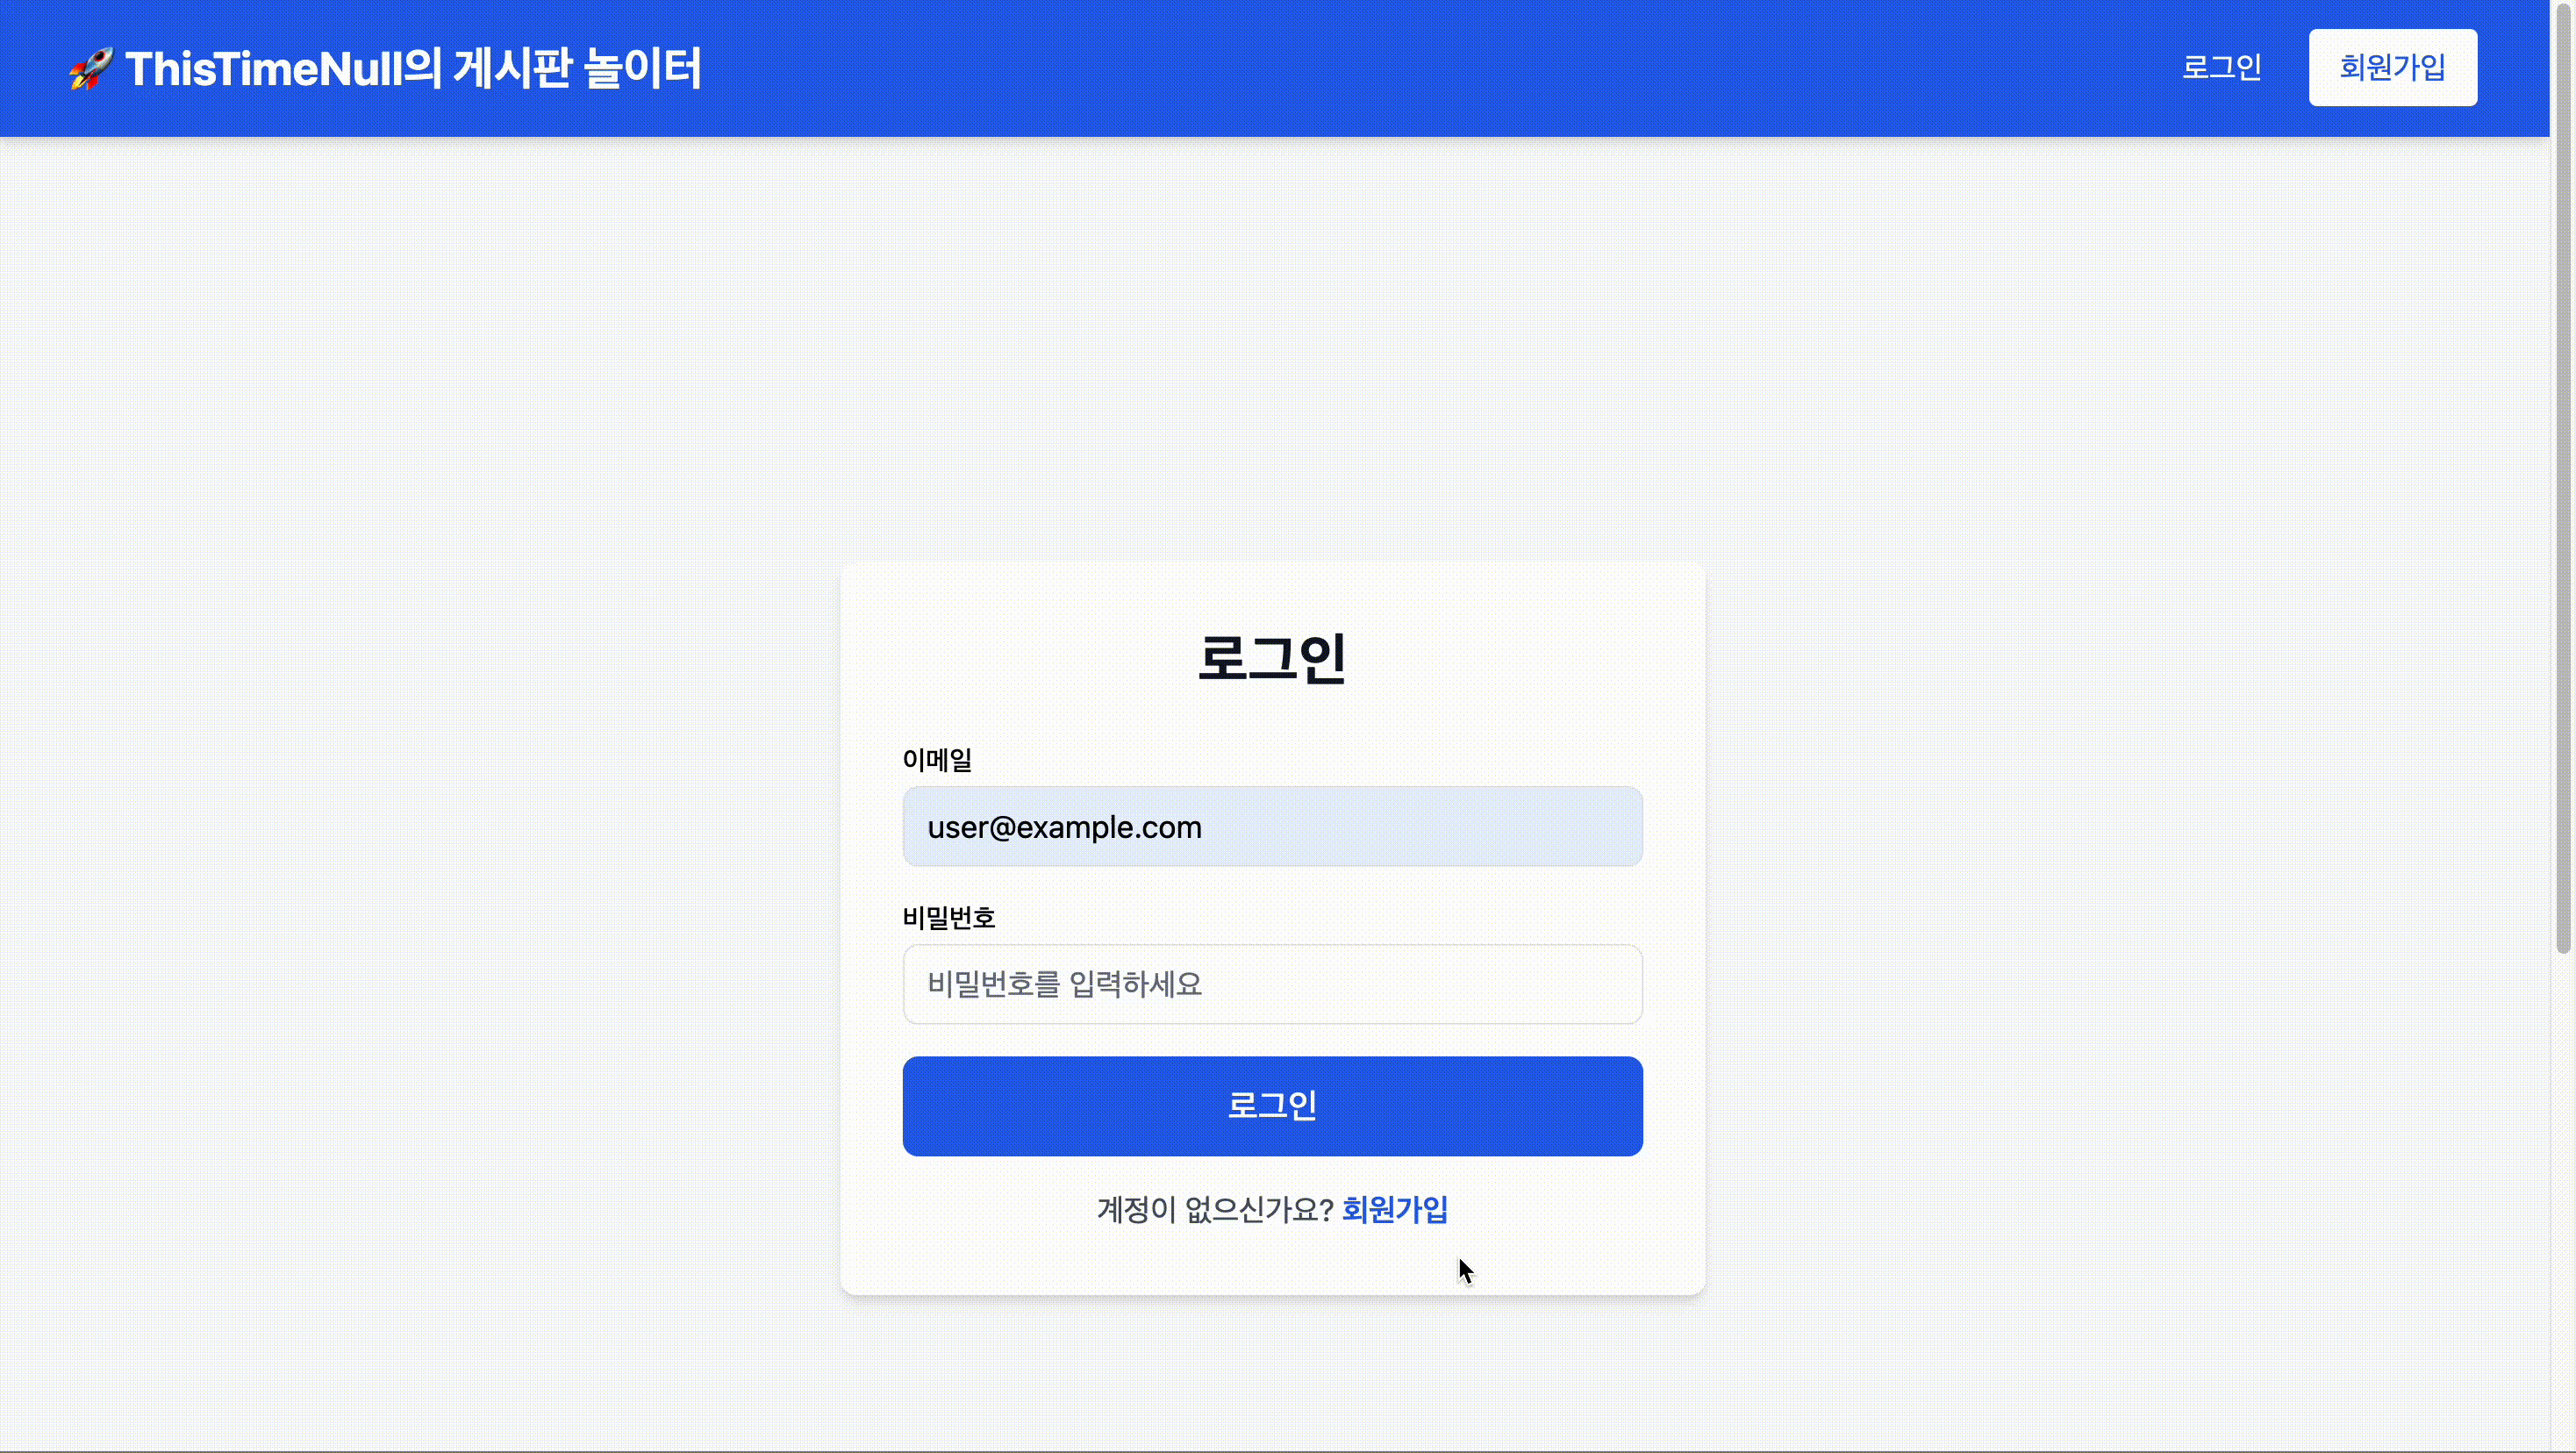 🚀 ThisTimeNull의 게시판 놀이터
로그인
회원가입
로그인
이메일
user@example.com
비밀번호
비밀번호를 입력하세요
로그인
계정이 없으신가요? 회원가입